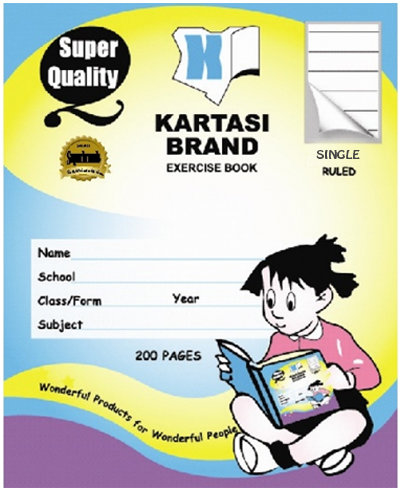 Super
Quality
K
KARTASI
BRAND
EXERCISE BOOK
SINGLE
RULED
Name
School
Class/Form Year
Subject
200 PAGES
Wonderful Products for Wonderful People